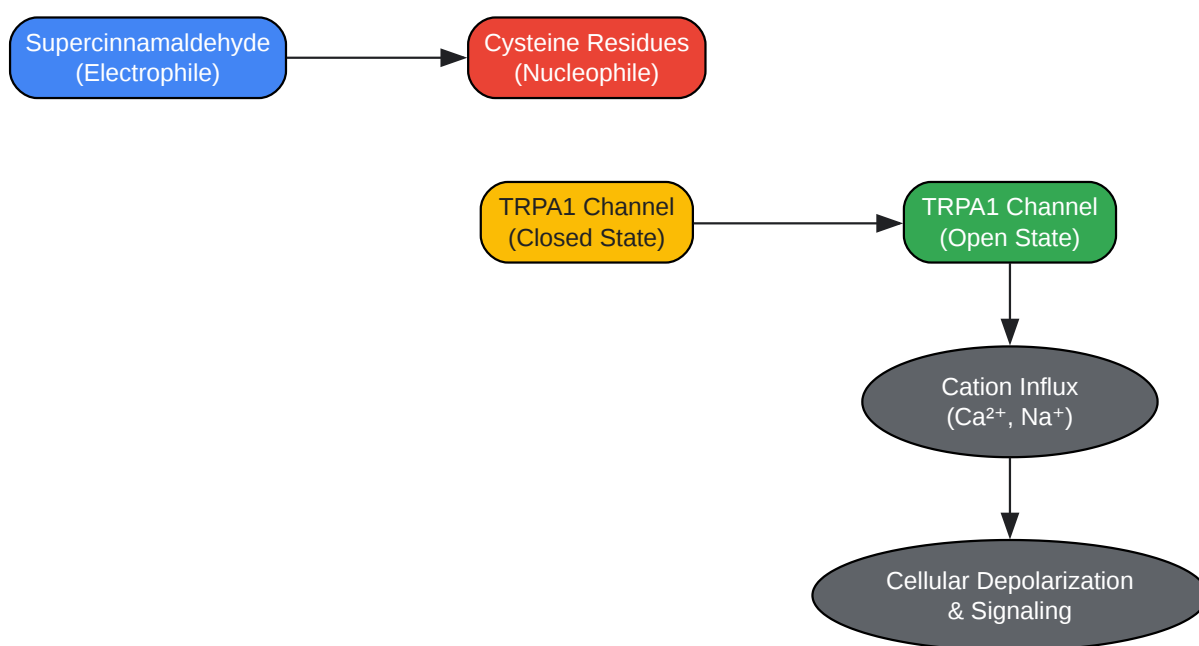 Supercinnamaldehyde
(Electrophile)
Cysteine Residues
(Nucleophile)
TRPA1 Channel
(Closed State)
TRPA1 Channel
(Open State)
Cation Influx
(Ca²⁺, Na⁺)
Cellular Depolarization
& Signaling